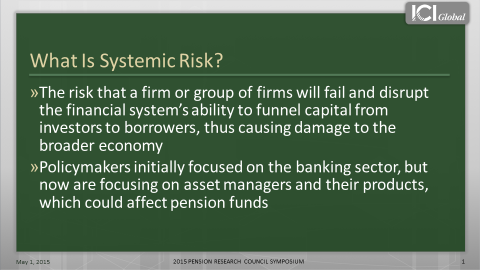 ICI Global
What Is Systemic Risk?
»The risk that a firm or group of firms will fail and disrupt
the financial system's ability to funnel capital from
investors to borrowers, thus causing damage to the
broader economy
»Policymakers initially focused on the banking sector, but
now are focusing on asset managers and their products,
which could affect pension funds
May 1, 2015 2015 PENSION RESEARCH COUNCIL SYMPOSIUM 1